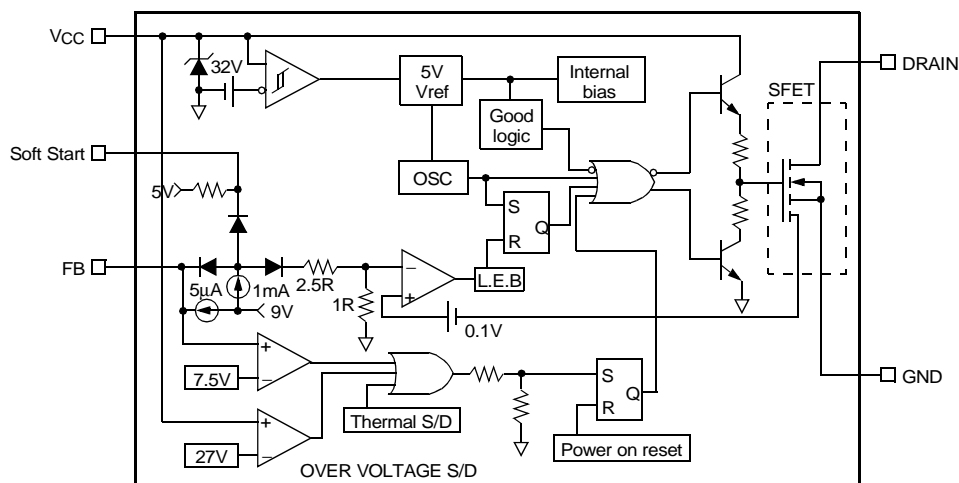 VCC
DRAIN
32V
5V
Vref
Internal
bias
SFET
Good
logic
Soft Start
OSC
5V
S
Q
R
FB
2.5R
L.E.B
5μA
1mA
9V
1R
−
+
0.1V
+
−
7.5V
S
Q
R
GND
Thermal S/D
+
−
27V
Power on reset
OVER VOLTAGE S/D